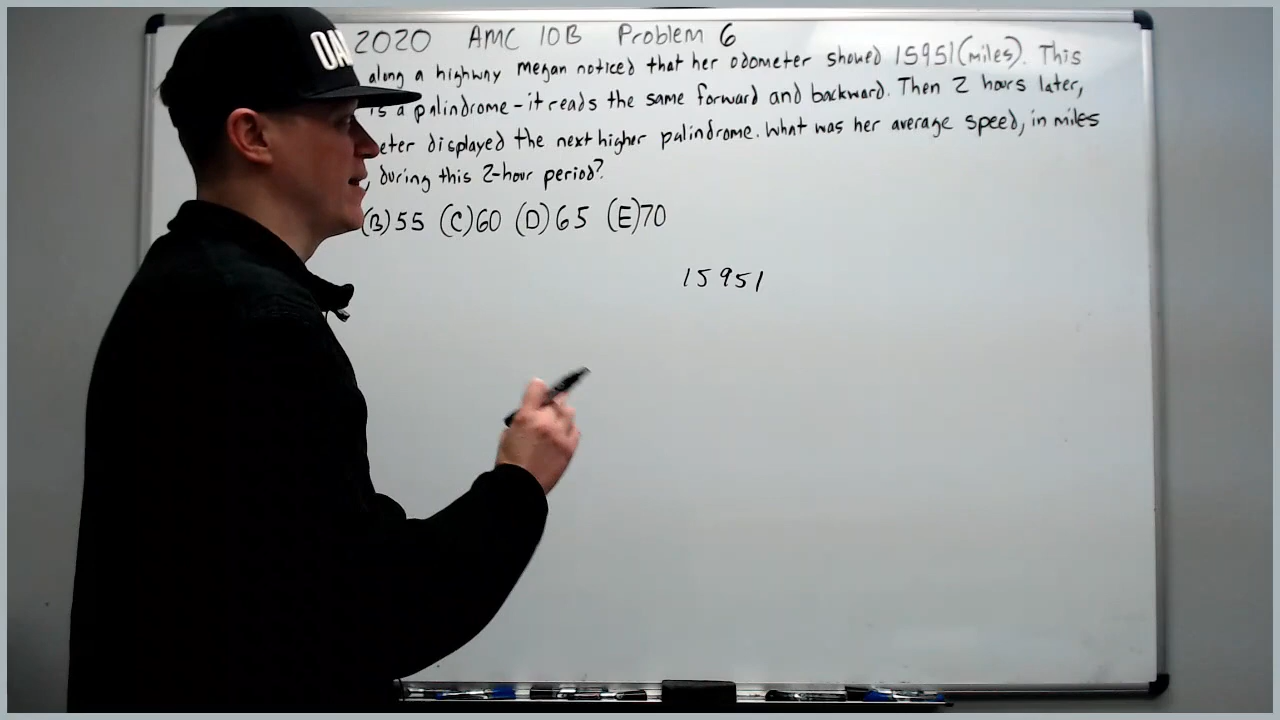 2020 AMC 10B Problem 6
along a highway Megan noticed that her odometer showed 15951 (miles). This
is a palindrome - it reads the same forward and backward. Then 2 hours later,
eter displayed the next higher palindrome. What was her average speed, in miles
, during this 2-hour period?
(B) 55 (C) 60 (D) 65 (E) 70
15951